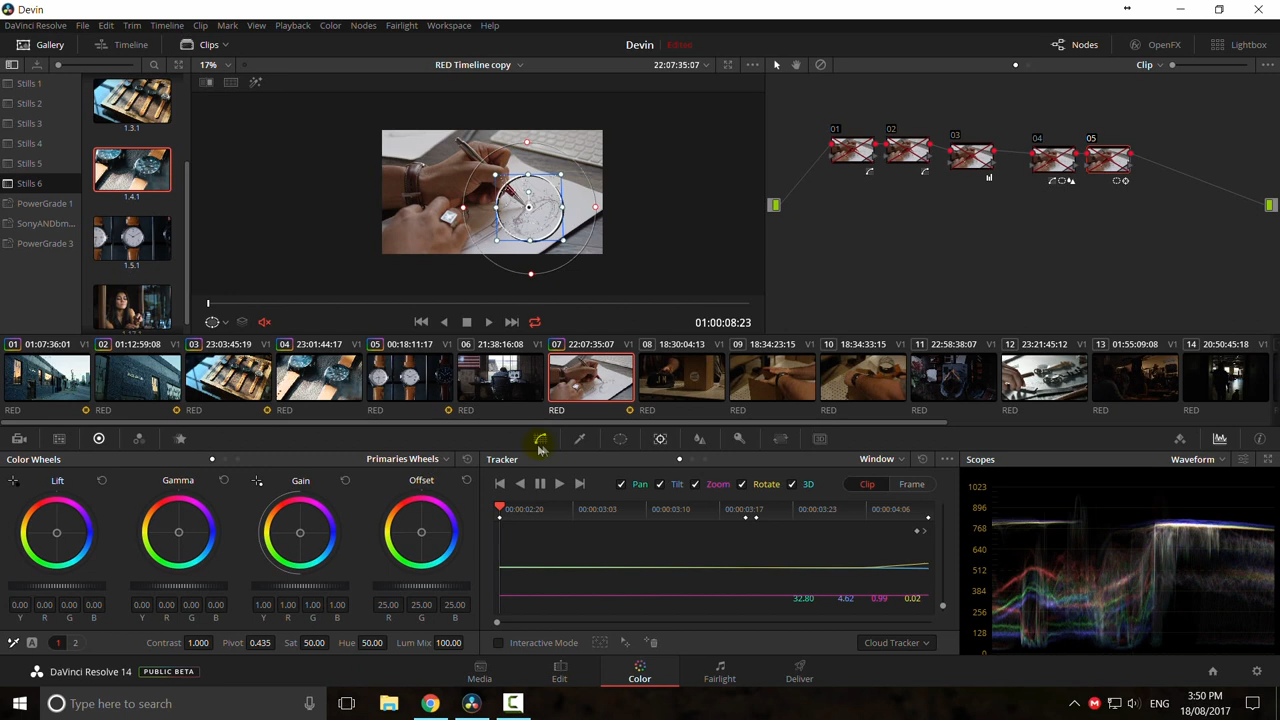 Devin
DaVinci Resolve File Edit Trim Timeline Clip Mark View Playback Color Nodes Fairlight Workspace Help
Gallery Timeline Clips Devin Edited Nodes OpenFX Lightbox
17% RED Timeline copy 22:07:35:07 Clip
Stills 1
Stills 2
Stills 3
Stills 4
Stills 5
Stills 6
PowerGrade 1
SonyANDbm...
PowerGrade 3
1.3.1
1.4.1
1.5.1
01 02 03 04 05
01:00:08:23
01 01:07:36:01 V1 02 01:12:59:08 V1 03 23:03:45:19 V1 04 23:01:44:17 V1 05 00:18:11:17 V1 06 21:38:16:08 V1 07 22:07:35:07 V1 08 18:30:04:13 V1 09 18:34:23:15 V1 10 18:34:33:15 V1 11 22:58:38:07 V1 12 23:21:45:12 V1 13 01:55:09:08 V1 14 20:50:45:18 V1
RED RED RED RED RED RED RED RED RED RED RED RED RED RED
3D
Color Wheels Primaries Wheels
Lift Gamma Gain Offset
0.00 0.00 0.00 0.00 0.00 0.00 0.00 0.00 1.00 1.00 1.00 1.00 25.00 25.00 25.00
Y R G B Y R G B Y R G B R G B
A 1 2 Contrast 1.000 Pivot 0.435 Sat 50.00 Hue 50.00 Lum Mix 100.00
Tracker Window
Pan Tilt Zoom Rotate 3D Clip Frame
00:00:02:20 00:00:03:03 00:00:03:10 00:00:03:17 00:00:03:23 00:00:04:06
32.80 4.62 0.99 0.02
Interactive Mode Cloud Tracker
Scopes Waveform
1023
896
768
640
512
384
256
128
0
DaVinci Resolve 14 PUBLIC BETA
Media Edit Color Fairlight Deliver
Type here to search
ENG
3:50 PM
18/08/2017